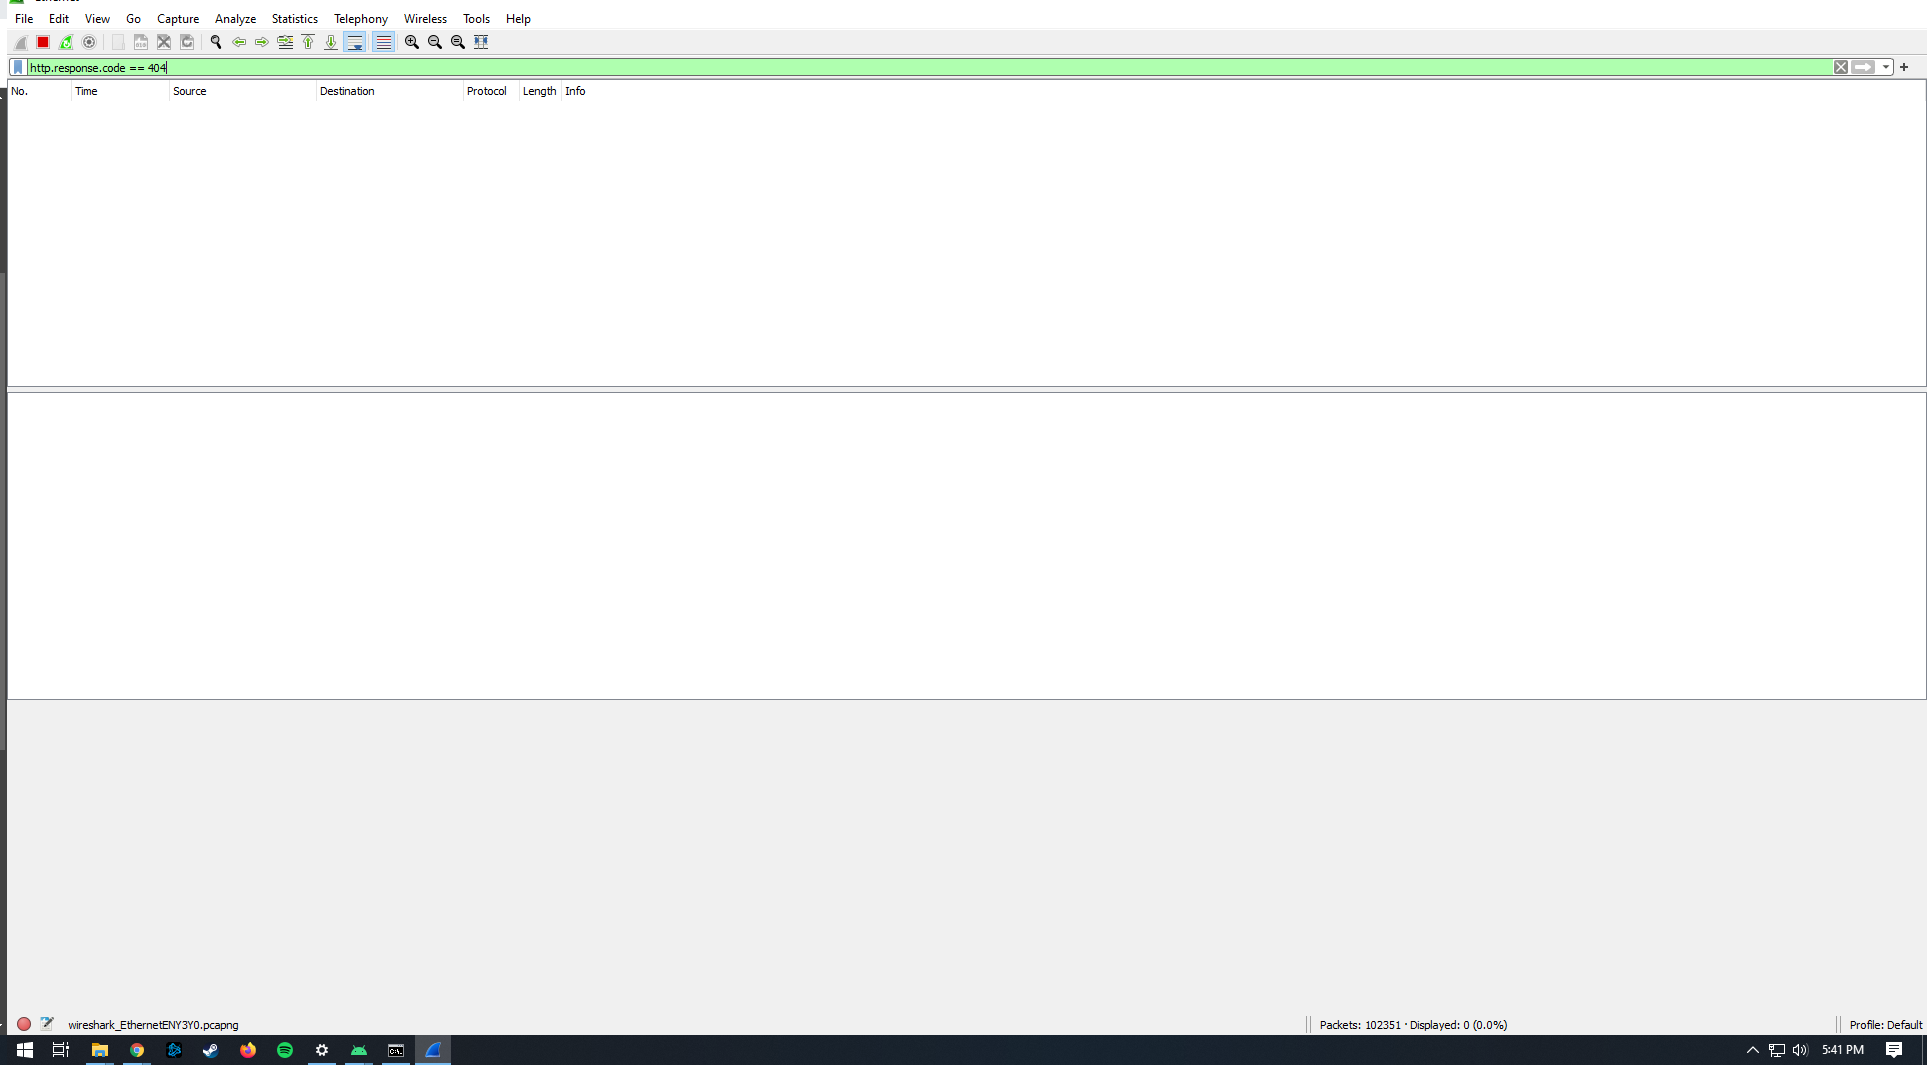 File Edit View Go Capture Analyze Statistics Telephony Wireless Tools Help
http.response.code == 404
No. Time Source Destination Protocol Length Info
wireshark_EthernetENY3Y0.pcapng Packets: 102351 · Displayed: 0 (0.0%) Profile: Default
5:41 PM